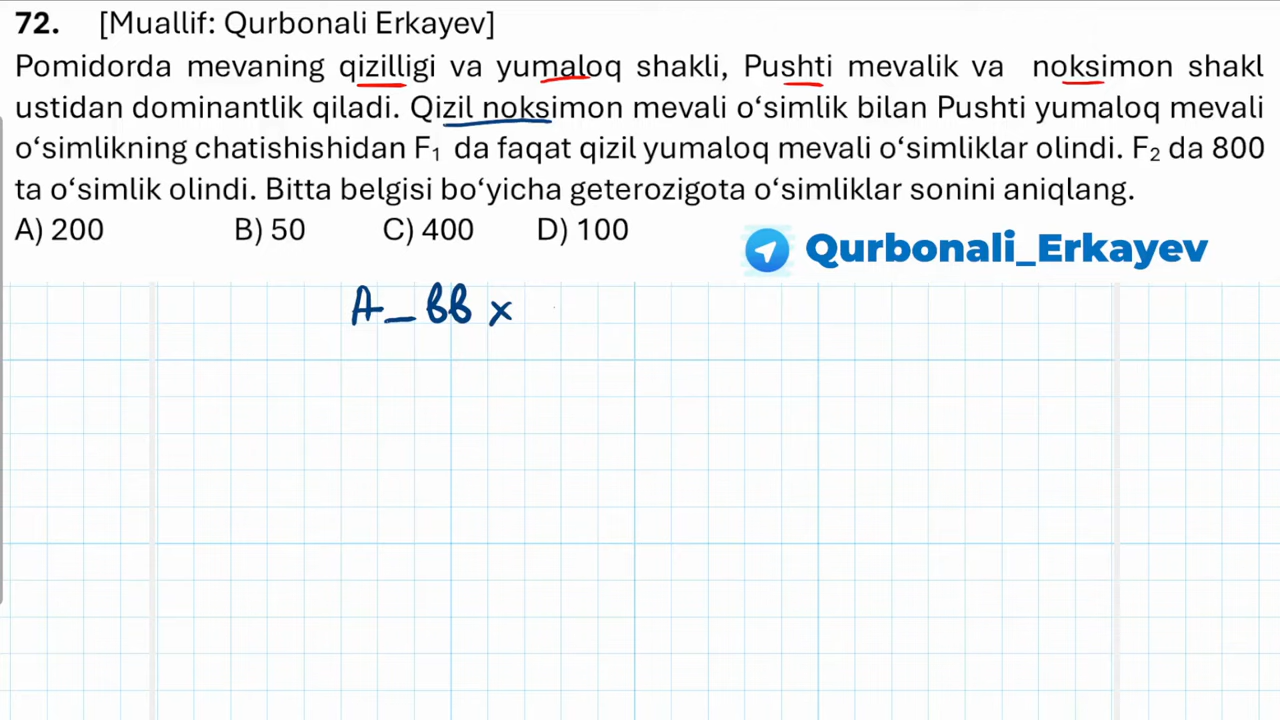 72. [Muallif: Qurbonali Erkayev]
Pomidorda mevaning qizilligi va yumaloq shakli, Pushti mevalik va noksimon shakl
ustidan dominantlik qiladi. Qizil noksimon mevali o‘simlik bilan Pushti yumaloq mevali
o‘simlikning chatishishidan F₁ da faqat qizil yumaloq mevali o‘simliklar olindi. F₂ da 800
ta o‘simlik olindi. Bitta belgisi bo‘yicha geterozigota o‘simliklar sonini aniqlang.
A) 200 B) 50 C) 400 D) 100
Qurbonali_Erkayev
A_вв x